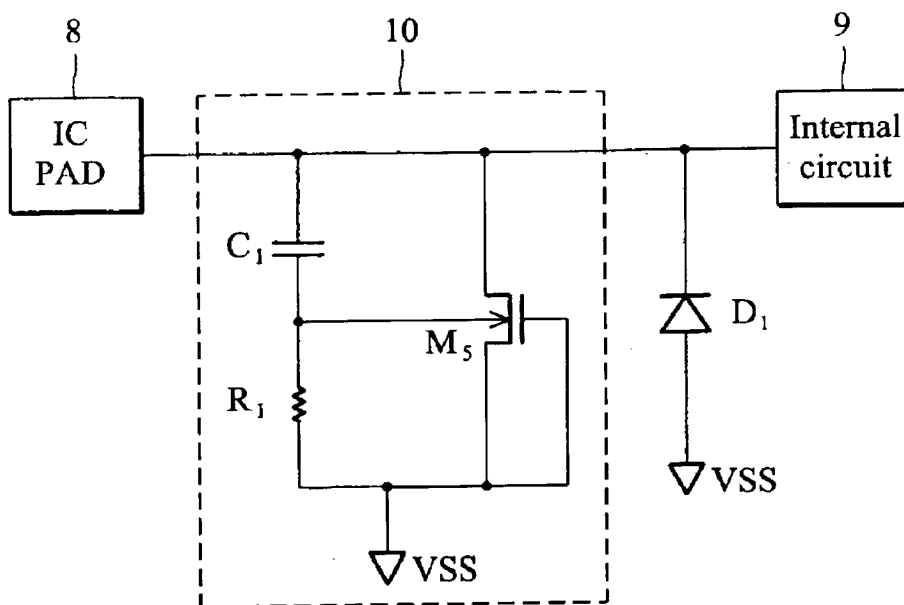 8
10
9
IC
PAD
Internal
circuit
C1
M5
D1
R1
VSS
VSS